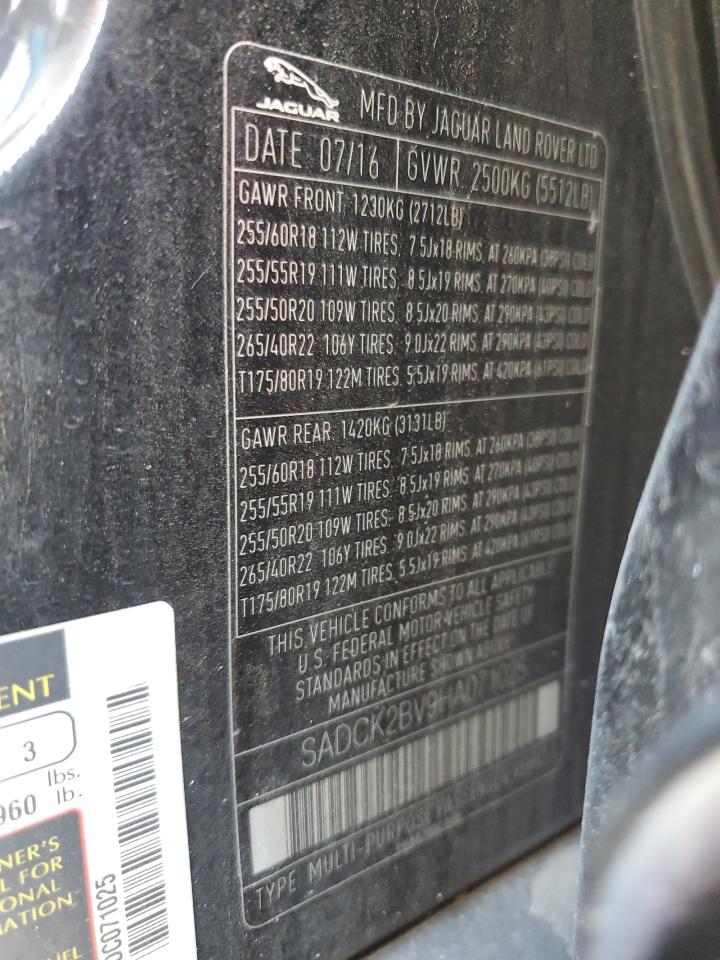 JAGUAR
MFD BY JAGUAR LAND ROVER LTD
DATE: 07/16 GVWR 2500KG (5512LB)
GAWR FRONT: 1230KG (2712LB)
255/60R18 112W TIRES, 7.5Jx18 RIMS, AT 260KPA (38PSI) COLD
255/55R19 111W TIRES, 8.5Jx19 RIMS, AT 270KPA (40PSI) COLD
255/50R20 109W TIRES, 8.5Jx20 RIMS, AT 290KPA (43PSI) COLD
265/40R22 106Y TIRES, 9.0Jx22 RIMS, AT 290KPA (43PSI) COLD
T175/80R19 122M TIRES, 5.5Jx19 RIMS, AT 420KPA (61PSI) COLD
GAWR REAR: 1420KG (3131LB)
255/60R18 112W TIRES, 7.5Jx18 RIMS, AT 260KPA (38PSI) COLD
255/55R19 111W TIRES, 8.5Jx19 RIMS, AT 270KPA (40PSI) COLD
255/50R20 109W TIRES, 8.5Jx20 RIMS, AT 290KPA (43PSI) COLD
265/40R22 106Y TIRES, 9.0Jx22 RIMS, AT 290KPA (43PSI) COLD
T175/80R19 122M TIRES, 5.5Jx19 RIMS, AT 420KPA (61PSI) COLD
THIS VEHICLE CONFORMS TO ALL APPLICABLE
U.S. FEDERAL MOTOR VEHICLE SAFETY
STANDARDS IN EFFECT ON THE DATE OF
MANUFACTURE SHOWN ABOVE
SADCK2BV9HA071025
TYPE: MULTI-PURPOSE
ENT
3
lbs.
960 lb.
NER'S
L FOR
IONAL
MATION
NEL
DC071025